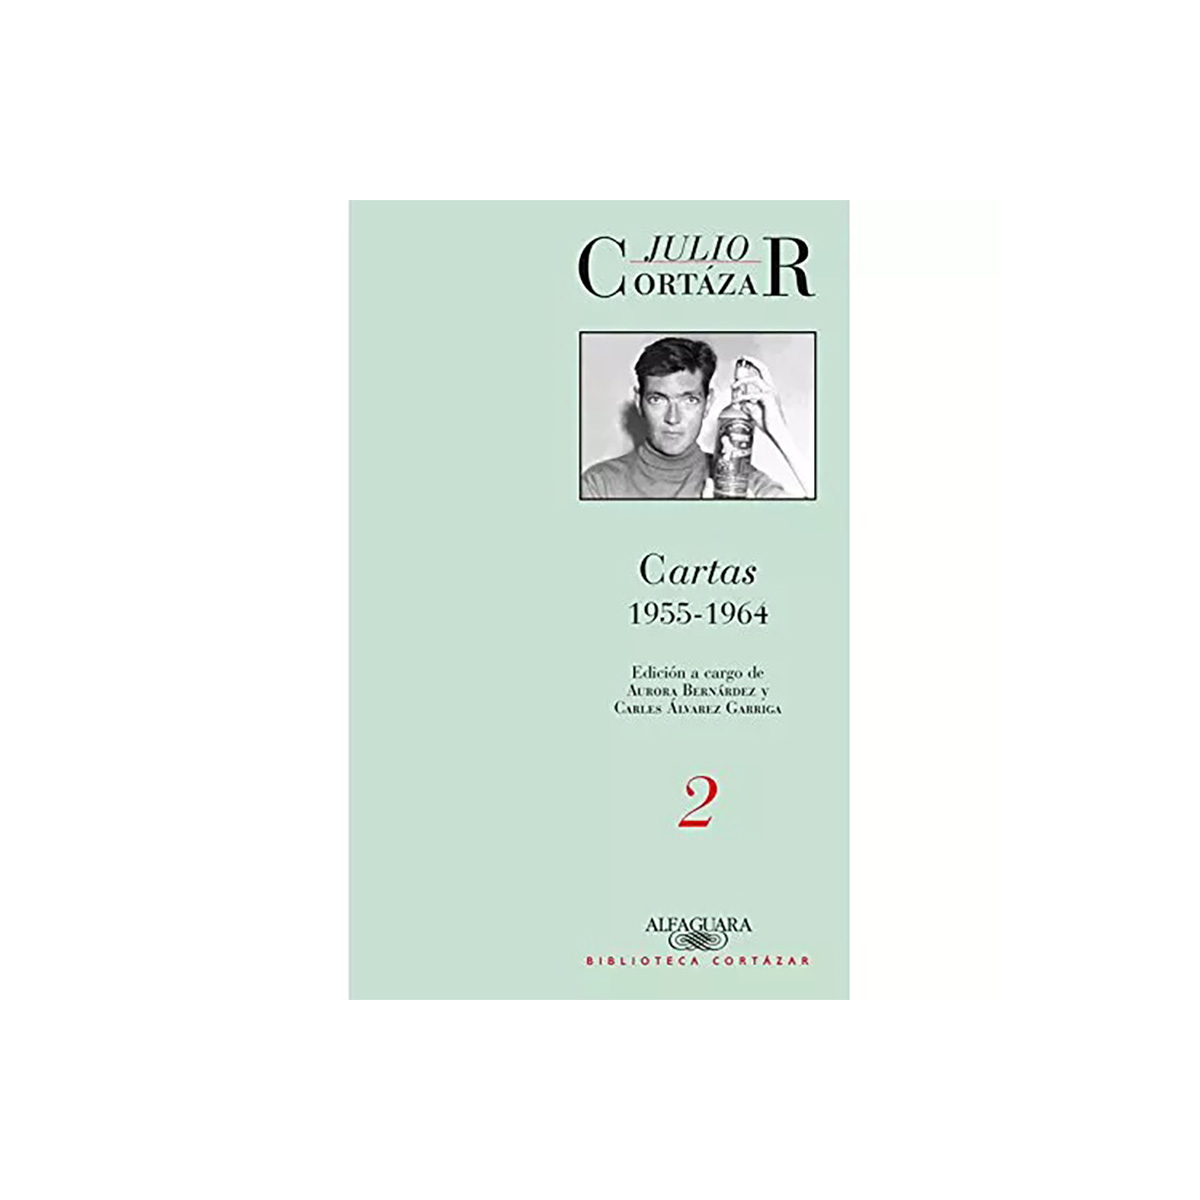 JULIO
CORTÁZAR
Cartas
1955-1964
Edición a cargo de
AURORA BERNÁRDEZ y
CARLES ÁLVAREZ GARRIGA
2
ALFAGUARA
BIBLIOTECA CORTÁZAR